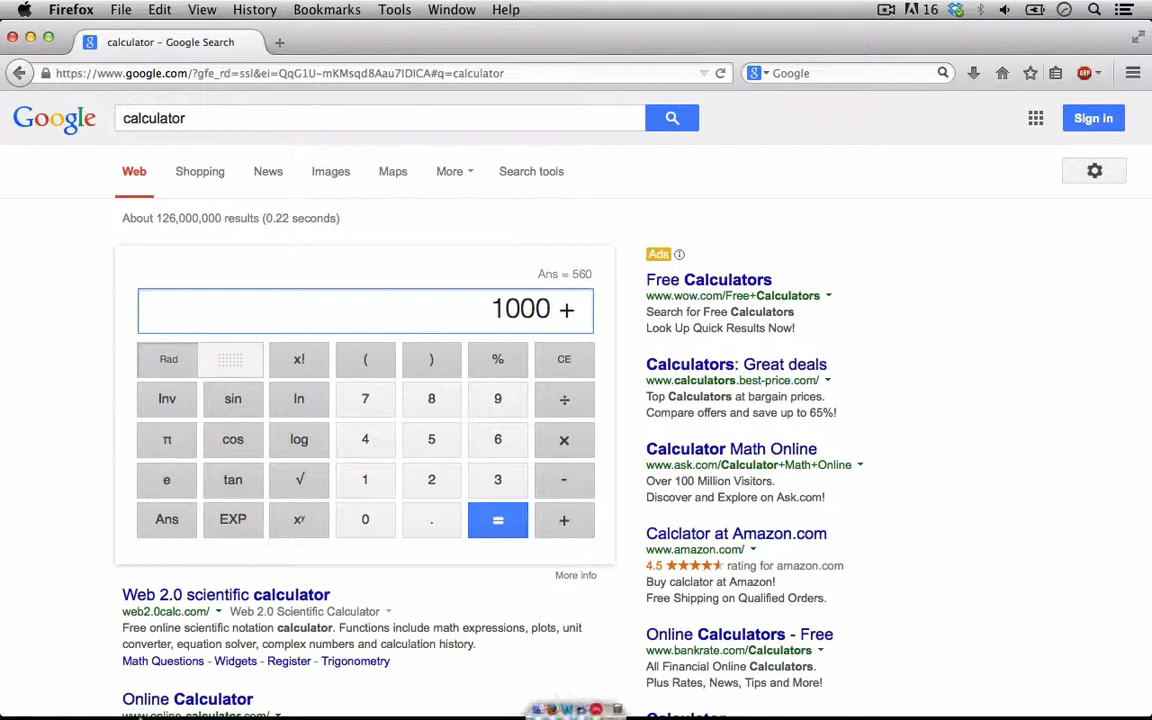 Firefox File Edit View History Bookmarks Tools Window Help 16
calculator – Google Search
https://www.google.com/?gfe_rd=ssl&ei=QqG1U-mKMsqd8Aau7IDICA#q=calculator
Google
Google
calculator
Sign in
Web Shopping News Images Maps More Search tools
About 126,000,000 results (0.22 seconds)
Ans = 560
1000 +
Rad x! ( ) % CE
Inv sin ln 7 8 9 ÷
π cos log 4 5 6 ×
e tan √ 1 2 3 -
Ans EXP xʸ 0 . = +
More info
Web 2.0 scientific calculator
web2.0calc.com/ Web 2.0 Scientific Calculator
Free online scientific notation calculator. Functions include math expressions, plots, unit
converter, equation solver, complex numbers and calculation history.
Math Questions - Widgets - Register - Trigonometry
Online Calculator
www.online-calculator.com/
Ads
Free Calculators
www.wow.com/Free+Calculators
Search for Free Calculators
Look Up Quick Results Now!
Calculators: Great deals
www.calculators.best-price.com/
Top Calculators at bargain prices.
Compare offers and save up to 65%!
Calculator Math Online
www.ask.com/Calculator+Math+Online
Over 100 Million Visitors.
Discover and Explore on Ask.com!
Calclator at Amazon.com
www.amazon.com/
4.5 rating for amazon.com
Buy calclator at Amazon!
Free Shipping on Qualified Orders.
Online Calculators - Free
www.bankrate.com/Calculators
All Financial Online Calculators.
Plus Rates, News, Tips and More!